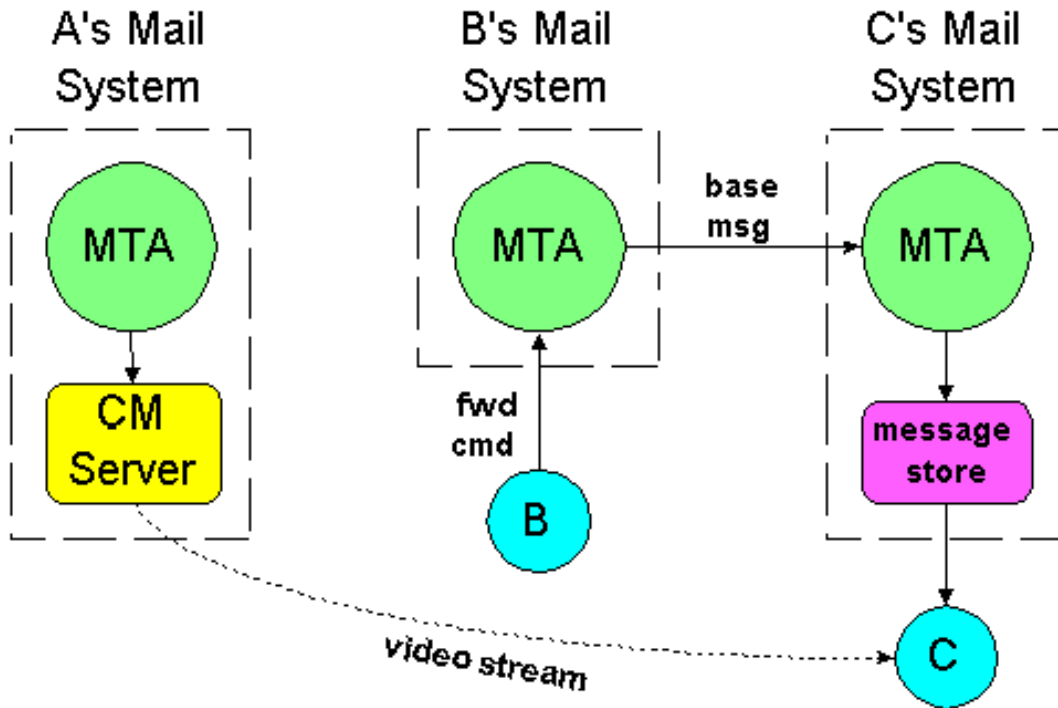 A's Mail
System
B's Mail
System
C's Mail
System
MTA
MTA
base
msg
MTA
CM
Server
fwd
cmd
message
store
B
video stream
C